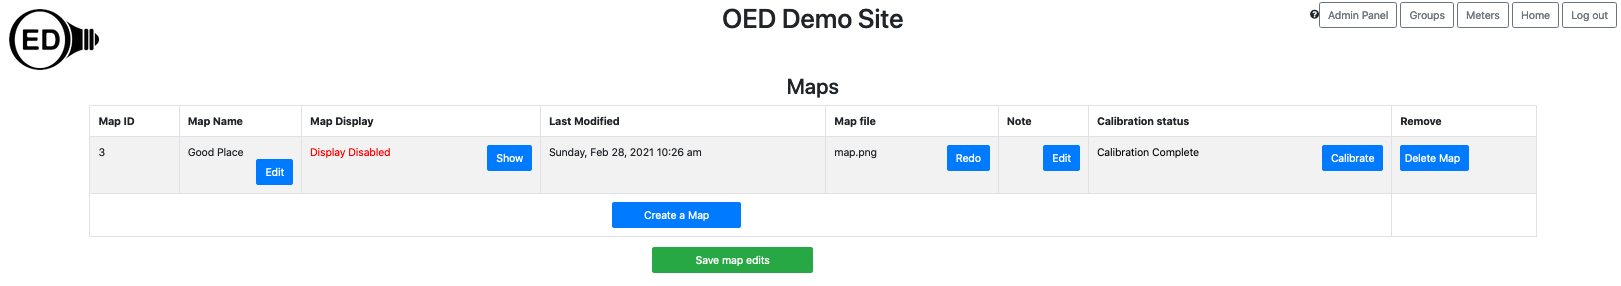 ED
OED Demo Site
Admin Panel Groups Meters Home Log out
Maps
Map ID Map Name Map Display Last Modified Map file Note Calibration status Remove
3 Good Place Display Disabled Show Sunday, Feb 28, 2021 10:26 am map.png Redo Edit Calibration Complete Calibrate Delete Map
Edit
Create a Map
Save map edits